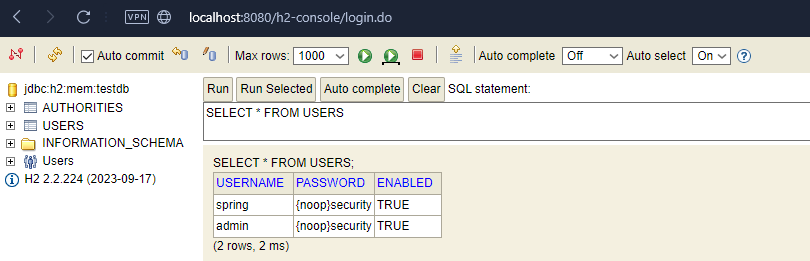 VPN localhost:8080/h2-console/login.do
Auto commit Max rows: 1000 Auto complete Off Auto select On
jdbc:h2:mem:testdb
AUTHORITIES
USERS
INFORMATION_SCHEMA
Users
H2 2.2.224 (2023-09-17)
Run Run Selected Auto complete Clear SQL statement:
SELECT * FROM USERS
SELECT * FROM USERS;
USERNAME PASSWORD ENABLED
spring {noop}security TRUE
admin {noop}security TRUE
(2 rows, 2 ms)